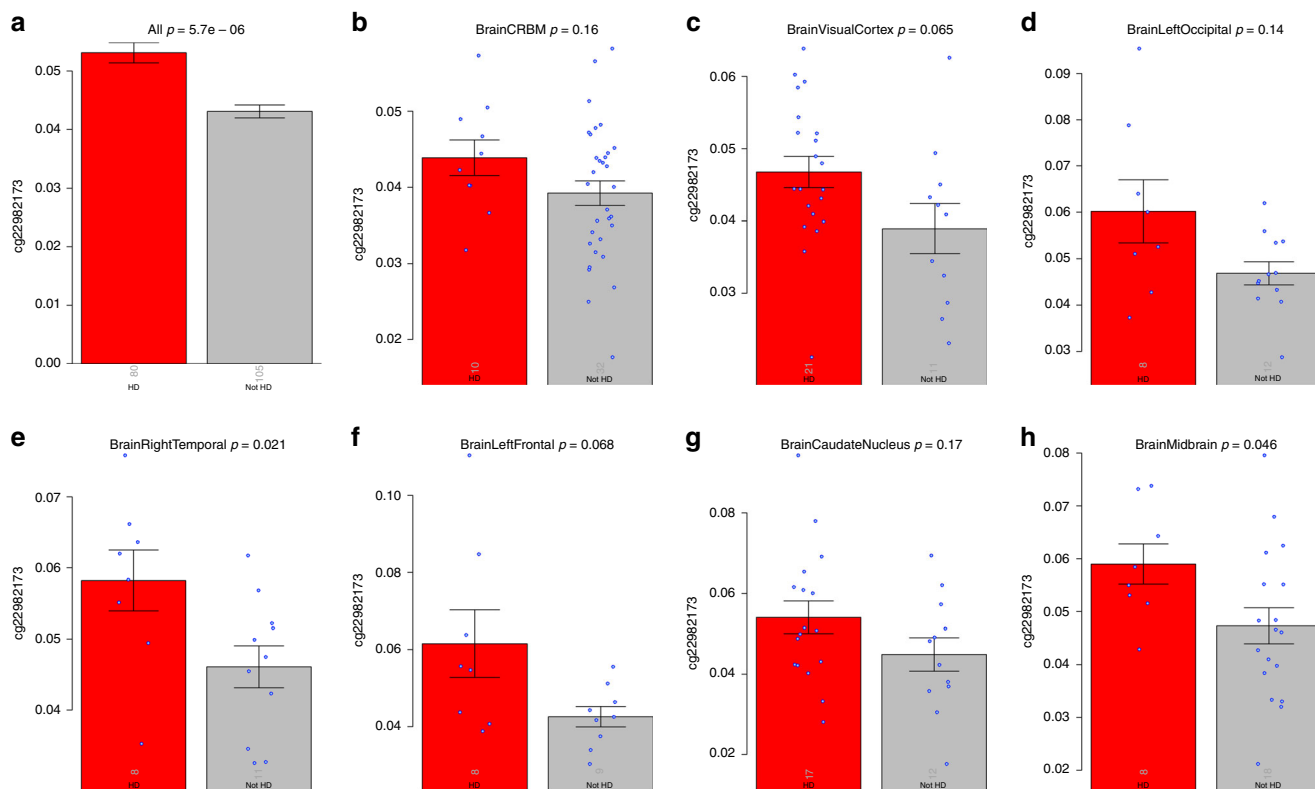 a
All p = 5.7e – 06
cg22982173
0.05
0.04
0.03
0.02
0.01
0.00
80
105
HD
Not HD
b
BrainCRBM p = 0.16
cg22982173
0.05
0.04
0.03
0.02
10
32
HD
Not HD
c
BrainVisualCortex p = 0.065
cg22982173
0.06
0.05
0.04
0.03
21
11
HD
Not HD
d
BrainLeftOccipital p = 0.14
cg22982173
0.09
0.08
0.07
0.06
0.05
0.04
0.03
8
12
HD
Not HD
e
BrainRightTemporal p = 0.021
cg22982173
0.07
0.06
0.05
0.04
8
11
HD
Not HD
f
BrainLeftFrontal p = 0.068
cg22982173
0.10
0.08
0.06
0.04
8
9
HD
Not HD
g
BrainCaudateNucleus p = 0.17
cg22982173
0.08
0.06
0.04
0.02
17
12
HD
Not HD
h
BrainMidbrain p = 0.046
cg22982173
0.08
0.07
0.06
0.05
0.04
0.03
0.02
8
18
HD
Not HD